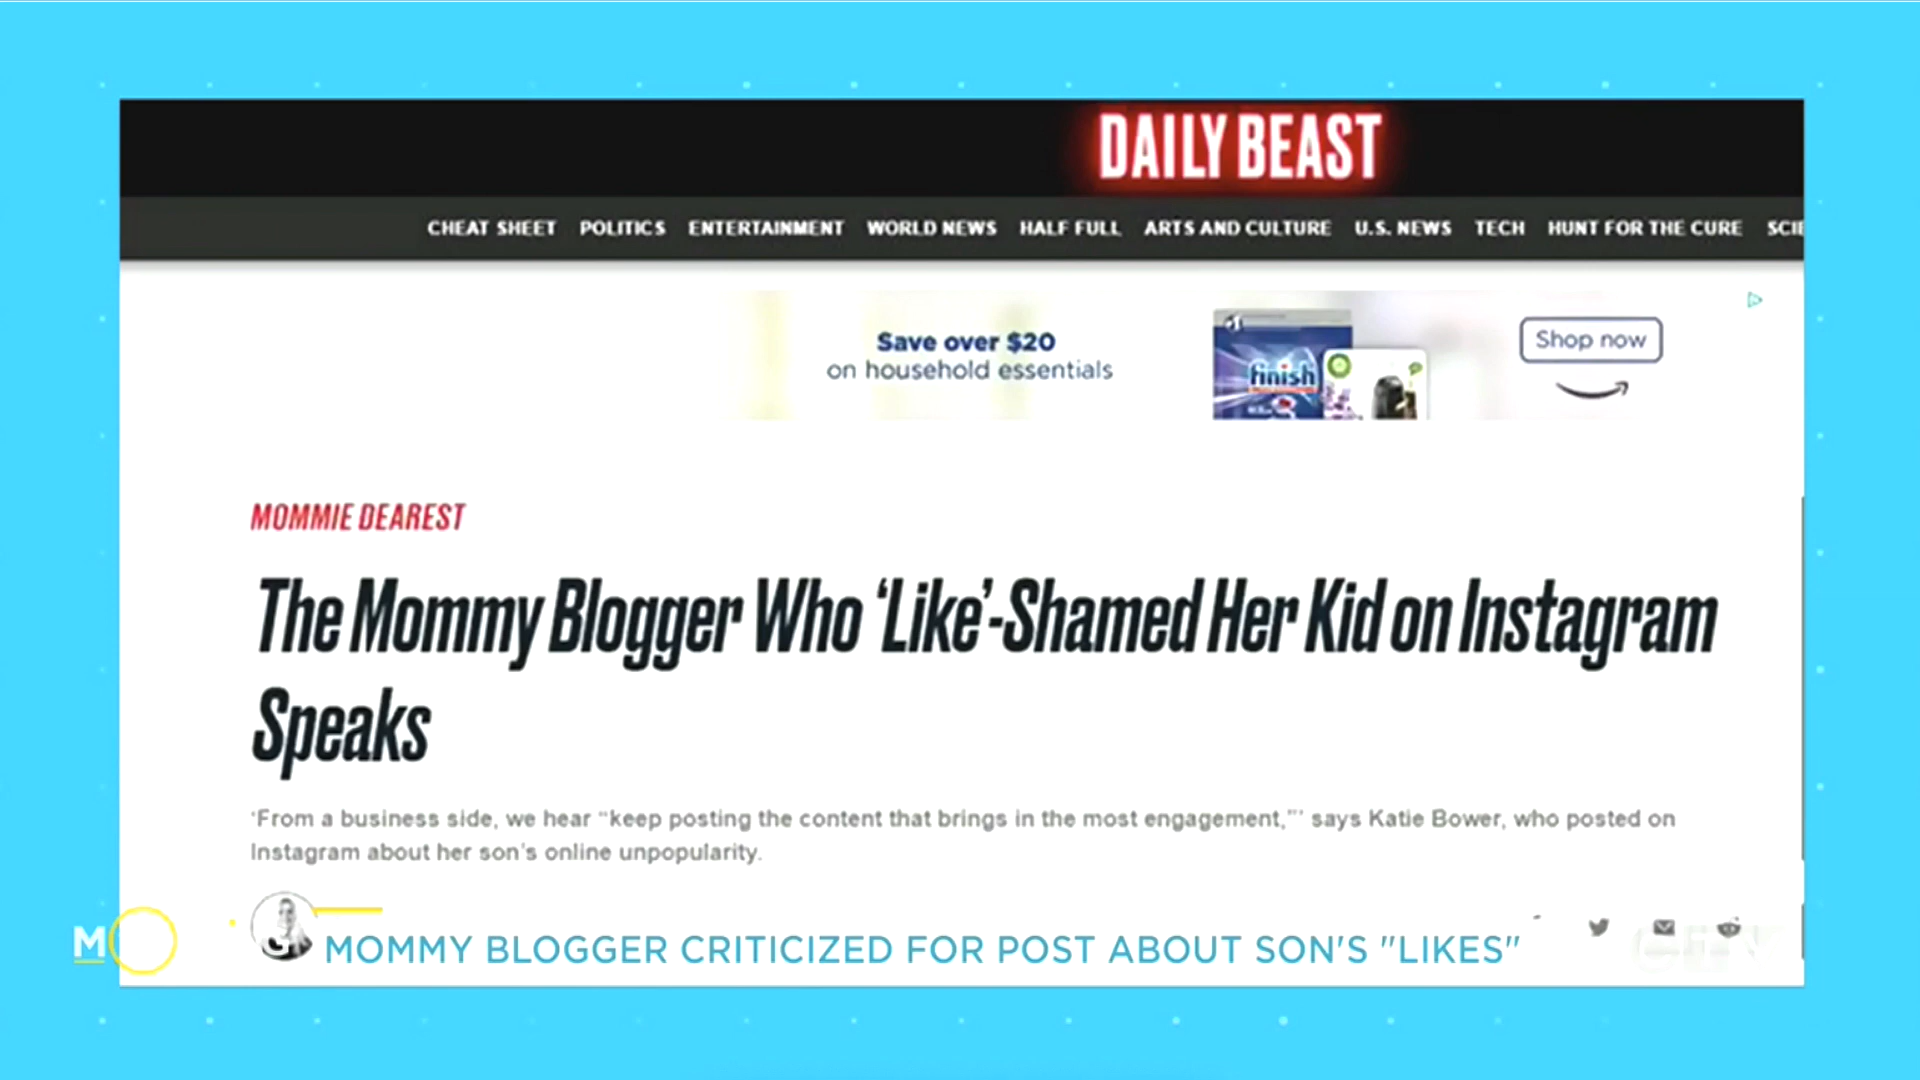 DAILY BEAST
CHEAT SHEET POLITICS ENTERTAINMENT WORLD NEWS HALF FULL ARTS AND CULTURE U.S. NEWS TECH HUNT FOR THE CURE SCIE
Save over $20
on household essentials
finish
Shop now
MOMMIE DEAREST
The Mommy Blogger Who ‘Like’-Shamed Her Kid on Instagram
Speaks
‘From a business side, we hear “keep posting the content that brings in the most engagement,”’ says Katie Bower, who posted on
Instagram about her son’s online unpopularity.
M
MOMMY BLOGGER CRITICIZED FOR POST ABOUT SON'S "LIKES"